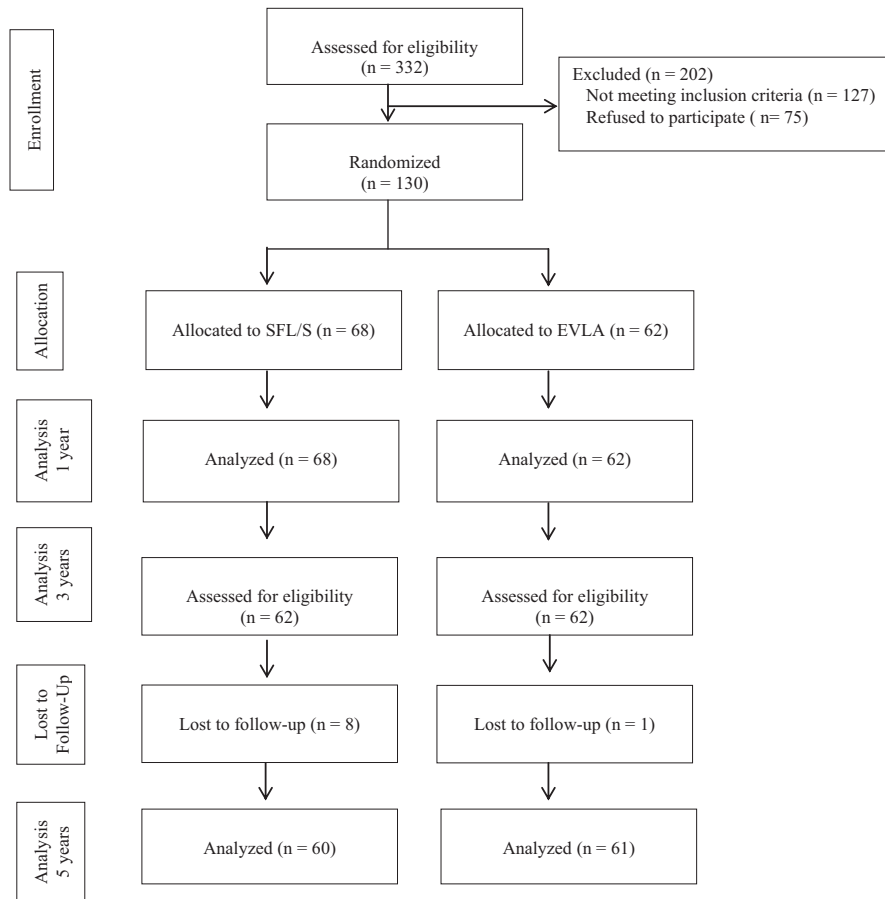 Enrollment
Assessed for eligibility
(n = 332)
Excluded (n = 202)
Not meeting inclusion criteria (n = 127)
Refused to participate ( n= 75)
Randomized
(n = 130)
Allocation
Allocated to SFL/S (n = 68)
Allocated to EVLA (n = 62)
Analysis
1 year
Analyzed (n = 68)
Analyzed (n = 62)
Analysis
3 years
Assessed for eligibility
(n = 62)
Assessed for eligibility
(n = 62)
Lost to
Follow-Up
Lost to follow-up (n = 8)
Lost to follow-up (n = 1)
Analysis
5 years
Analyzed (n = 60)
Analyzed (n = 61)